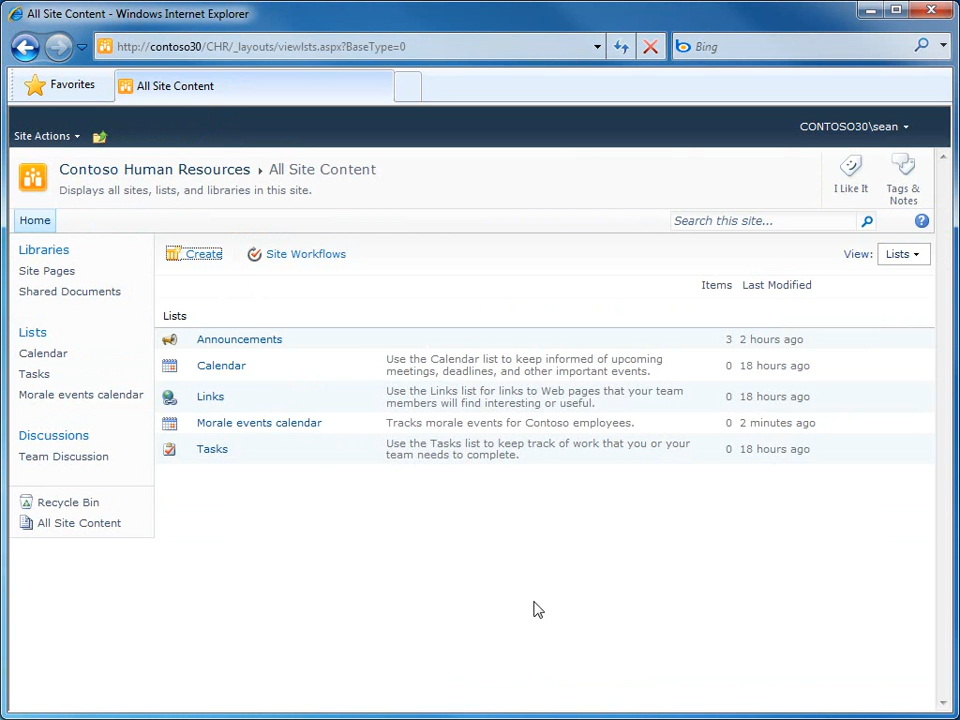 All Site Content - Windows Internet Explorer
http://contoso30/CHR/_layouts/viewlsts.aspx?BaseType=0
Bing
Favorites
All Site Content
Site Actions
CONTOSO30\sean
Contoso Human Resources
All Site Content
Displays all sites, lists, and libraries in this site.
I Like It
Tags &
Notes
Home
Search this site...
Libraries
Site Pages
Shared Documents
Lists
Calendar
Tasks
Morale events calendar
Discussions
Team Discussion
Recycle Bin
All Site Content
Create
Site Workflows
View: Lists
Items Last Modified
Lists
Announcements 3 2 hours ago
Calendar Use the Calendar list to keep informed of upcoming
meetings, deadlines, and other important events. 0 18 hours ago
Links Use the Links list for links to Web pages that your team
members will find interesting or useful. 0 18 hours ago
Morale events calendar Tracks morale events for Contoso employees. 0 2 minutes ago
Tasks Use the Tasks list to keep track of work that you or your
team needs to complete. 0 18 hours ago